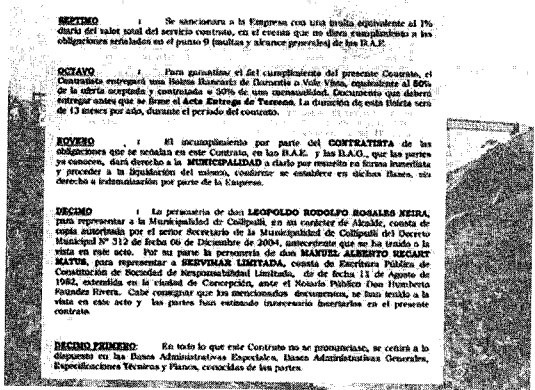 SEPTIMO : Se sancionara a la Empresa con una multa equivalente al 1%
diario del valor total del servicio contrato, en el evento que no diera cumplimiento a las
obligaciones señaladas en el punto 9 (multas y alcance generales) de las B.A.E.
OCTAVO : Para garantizar el fiel cumplimiento del presente Contrato, el
Contratista entregará una Boleta Bancaria de Garantía o Vale Vista, equivalente al 50%
de la oferta aceptada y contratada o 50% de una mensualidad. Documento que deberá
entregar antes que se firme el Acta Entrega de Terreno. La duración de esta Boleta será
de 13 meses por año, durante el período del contrato.
NOVENO : El incumplimiento por parte del CONTRATISTA de las
obligaciones que se señalan en este Contrato, en las B.A.E. y las B.A.G., que las partes
ya conocen, dará derecho a la MUNICIPALIDAD a darlo por resuelto en forma inmediata
y proceder a la liquidación del mismo, conforme se establece en dichas Bases, sin
derecho a indemnización por parte de la Empresa.
DECIMO : La personería de don LEOPOLDO RODOLFO ROSALES NEIRA,
para representar a la Municipalidad de Collipulli, en su carácter de Alcalde, consta de
copia autorizada por el señor Secretario de la Municipalidad de Collipulli del Decreto
Municipal Nº 312 de fecha 06 de Diciembre de 2004, antecedente que se ha tenido a la
vista en este acto. Por su parte la personería de don MANUEL ALBERTO RECART
MATUS, para representar a SERVIMAR LIMITADA, consta de Escritura Pública de
Constitución de Sociedad de Responsabilidad Limitada, de fecha 11 de Agosto de
1982, extendida en la ciudad de Concepción, ante el Notario Público Don Humberto
Faundez Rivera. Cabe consignar que los mencionados documentos, se han tenido a la
vista en este acto y las partes han estimado innecesario insertarlos en el presente
contrato.
DECIMO PRIMERO: En todo lo que este Contrato no se pronunciase, se ceñirá a lo
dispuesto en las Bases Administrativas Especiales, Bases Administrativas Generales,
Especificaciones Técnicas y Planos, conocidas de las partes.